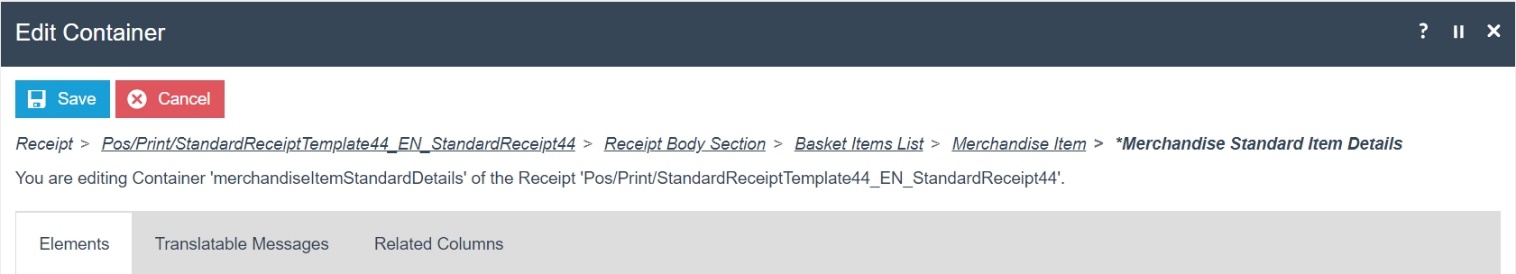 Edit Container
?
Save Cancel
Receipt > Pos/Print/StandardReceiptTemplate44_EN_StandardReceipt44 > Receipt Body Section > Basket Items List > Merchandise Item > *Merchandise Standard Item Details
You are editing Container 'merchandiseItemStandardDetails' of the Receipt 'Pos/Print/StandardReceiptTemplate44_EN_StandardReceipt44'.
Elements Translatable Messages Related Columns